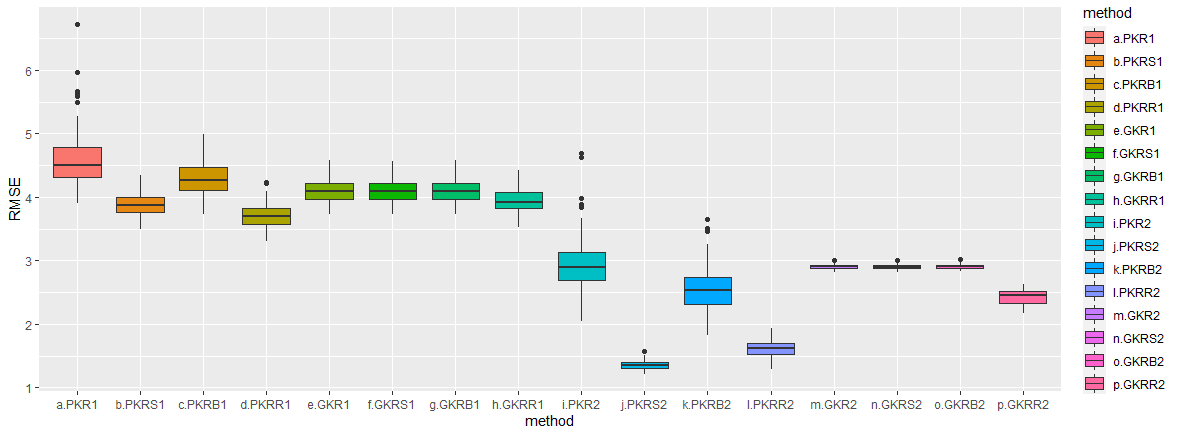 RMSE
6
5
4
3
2
1
a.PKR1 b.PKRS1 c.PKRB1 d.PKRR1 e.GKR1 f.GKRS1 g.GKRB1 h.GKRR1 i.PKR2 j.PKRS2 k.PKRB2 l.PKRR2 m.GKR2 n.GKRS2 o.GKRB2 p.GKRR2
method
method
a.PKR1
b.PKRS1
c.PKRB1
d.PKRR1
e.GKR1
f.GKRS1
g.GKRB1
h.GKRR1
i.PKR2
j.PKRS2
k.PKRB2
l.PKRR2
m.GKR2
n.GKRS2
o.GKRB2
p.GKRR2